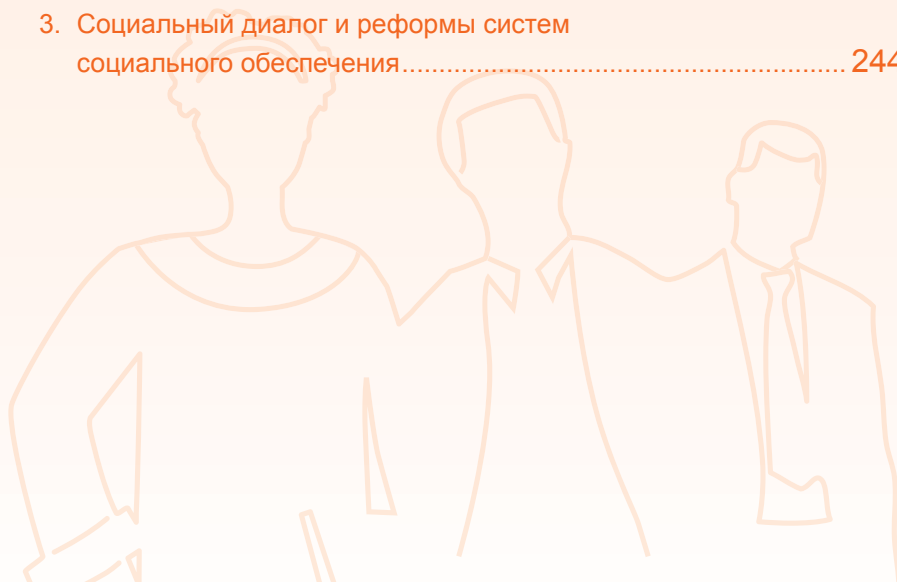 3. Социальный диалог и реформы систем
социального обеспечения............................................................ 244